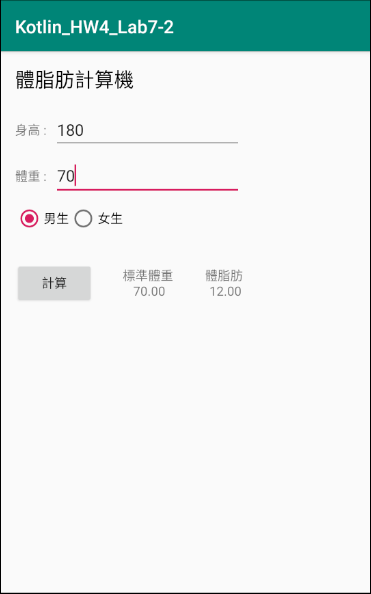 Kotlin_HW4_Lab7-2
體脂肪計算機
身高： 180
體重： 70
男生 女生
計算 標準體重 體脂肪
70.00 12.00